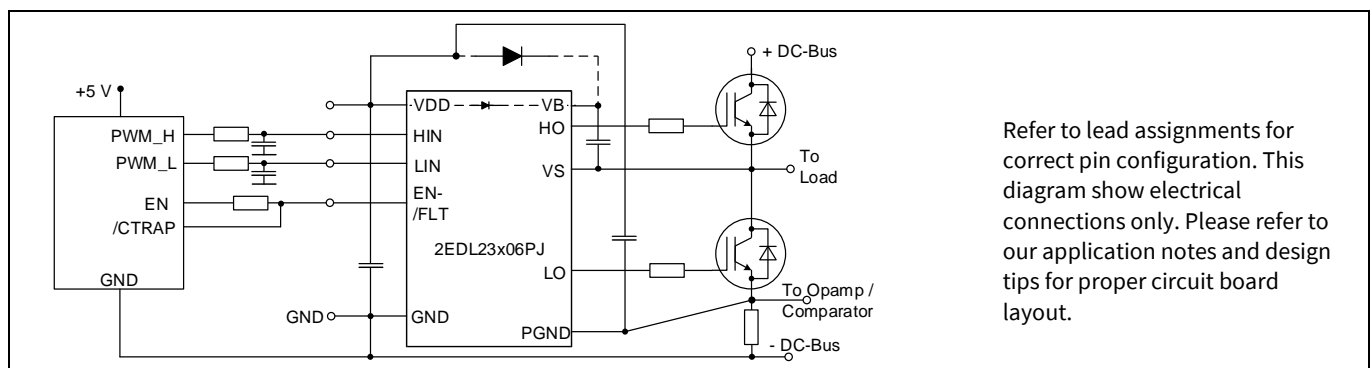 + DC-Bus
+5 V
VDD
VB
PWM_H
HIN
HO
PWM_L
LIN
VS
To
Load
EN
EN-
/FLT
/CTRAP
2EDL23x06PJ
LO
GND
To Opamp /
Comparator
GND
GND
PGND
- DC-Bus
Refer to lead assignments for
correct pin configuration. This
diagram show electrical
connections only. Please refer to
our application notes and design
tips for proper circuit board
layout.